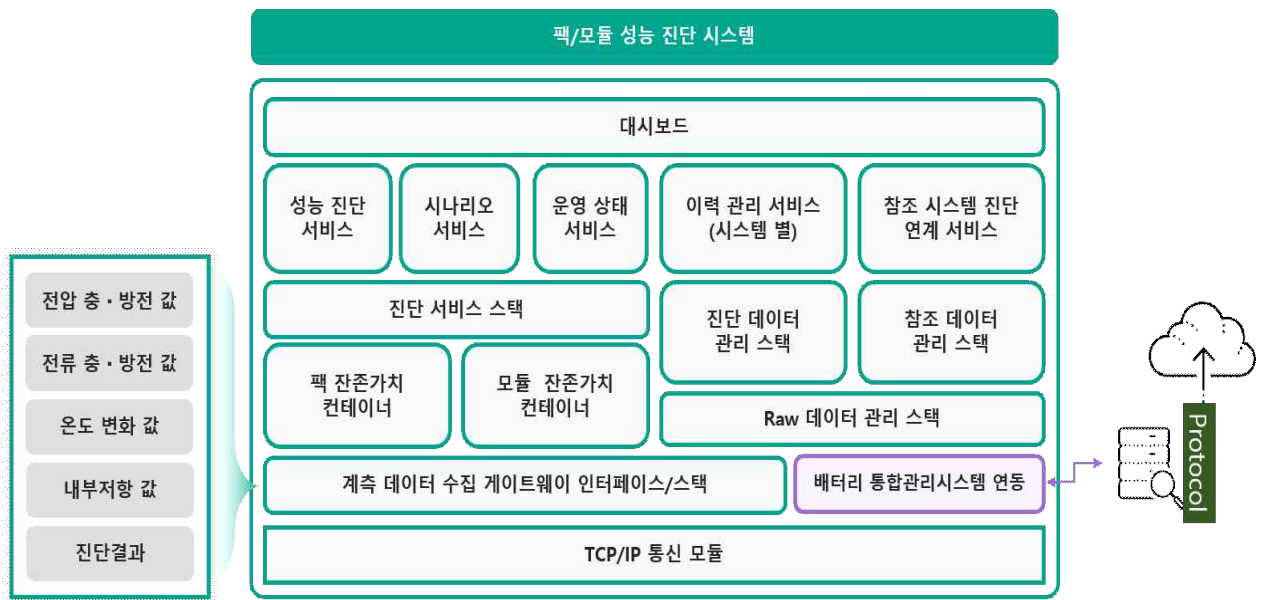 팩/모듈 성능 진단 시스템
대시보드
성능 진단
서비스
시나리오
서비스
운영 상태
서비스
이력 관리 서비스
(시스템 별)
참조 시스템 진단
연계 서비스
진단 서비스 스택
진단 데이터
관리 스택
참조 데이터
관리 스택
팩 잔존가치
컨테이너
모듈 잔존가치
컨테이너
Raw 데이터 관리 스택
계측 데이터 수집 게이트웨이 인터페이스/스택
배터리 통합관리시스템 연동
TCP/IP 통신 모듈
전압 충·방전 값
전류 충·방전 값
온도 변화 값
내부저항 값
진단결과
Protocol